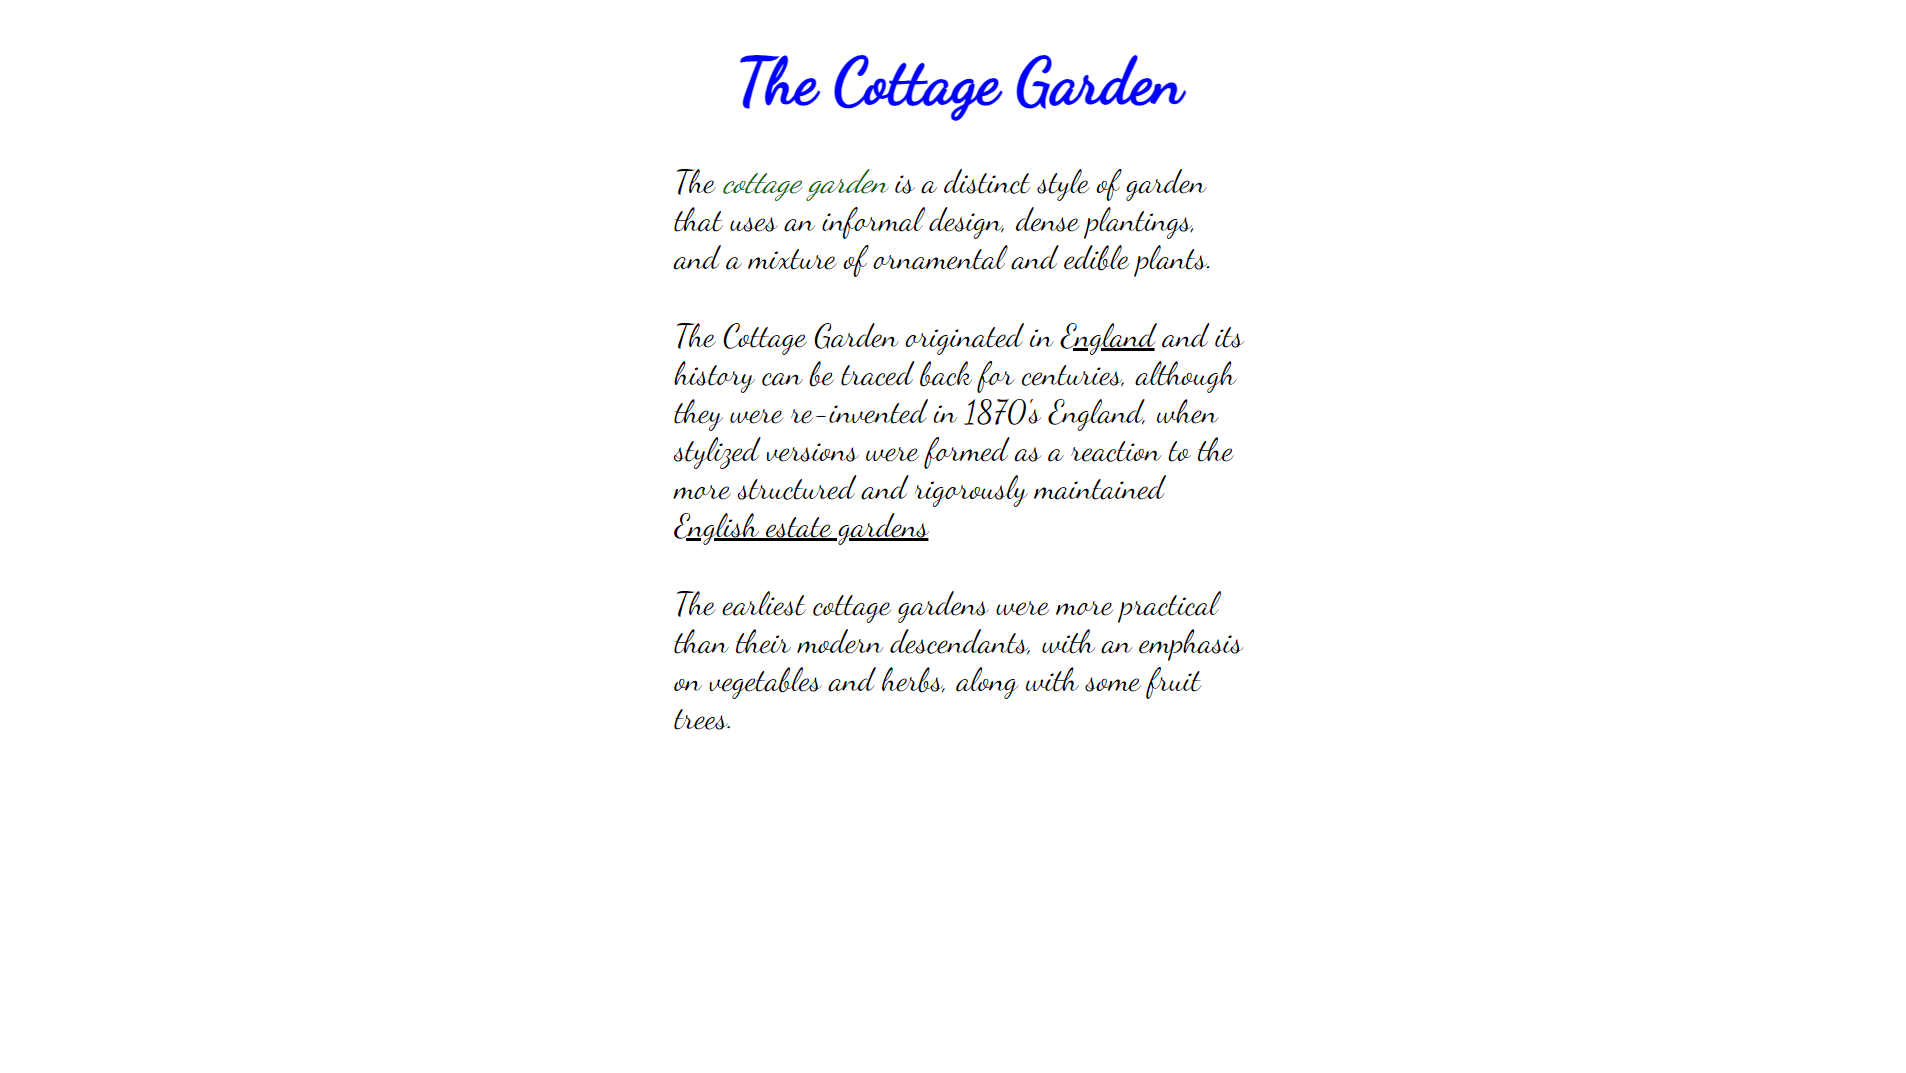 The Cottage Garden
The cottage garden is a distinct style of garden
that uses an informal design, dense plantings,
and a mixture of ornamental and edible plants.
The Cottage Garden originated in England and its
history can be traced back for centuries, although
they were re-invented in 1870's England, when
stylized versions were formed as a reaction to the
more structured and rigorously maintained
English estate gardens
The earliest cottage gardens were more practical
than their modern descendants, with an emphasis
on vegetables and herbs, along with some fruit
trees.